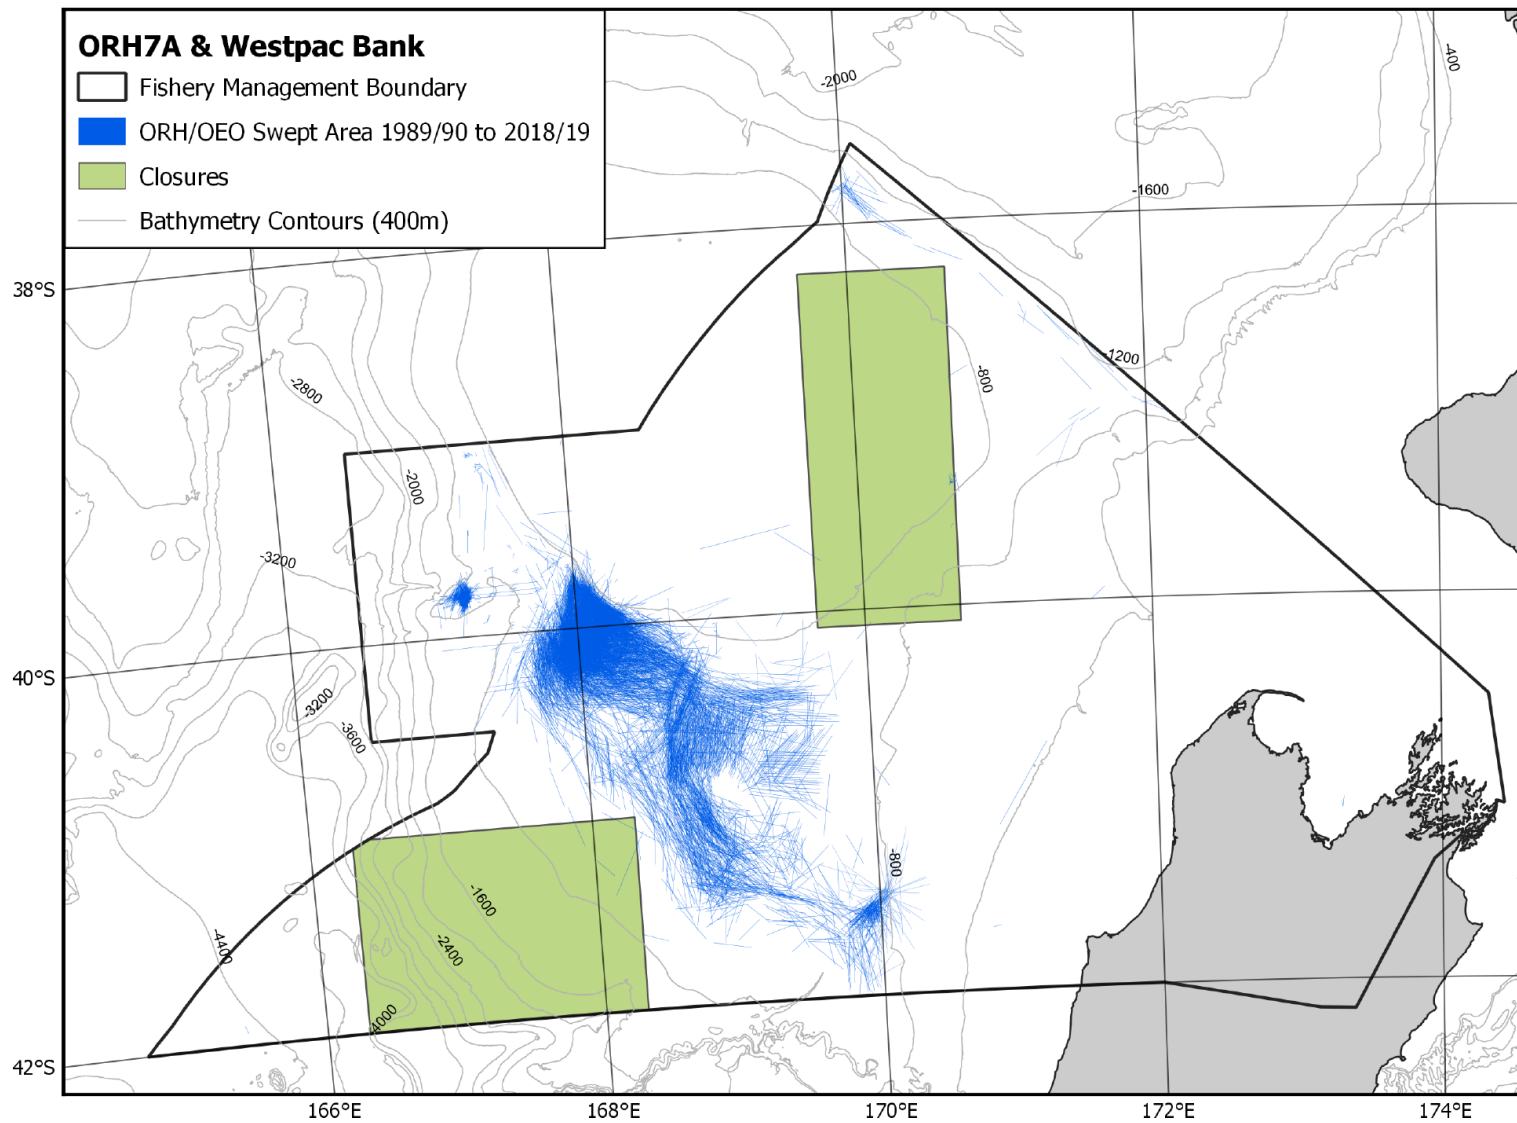 ORH7A & Westpac Bank
Fishery Management Boundary
ORH/OEO Swept Area 1989/90 to 2018/19
Closures
Bathymetry Contours (400m)
-2000
-400
-1600
38°S
-1200
-800
-2800
-2000
-3200
40°S
-3200
-3600
-800
-1600
-4400
-2400
-4000
42°S
166°E
168°E
170°E
172°E
174°E